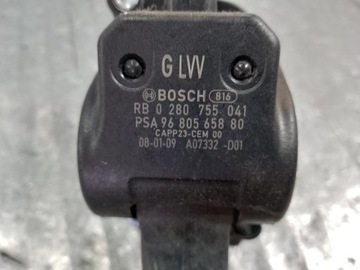 GLW
BOSCH 816
RB 0 280 755 041
PSA 96 805 658 80
CAPP23-CEM 00
08-01-09 A07332 -D01